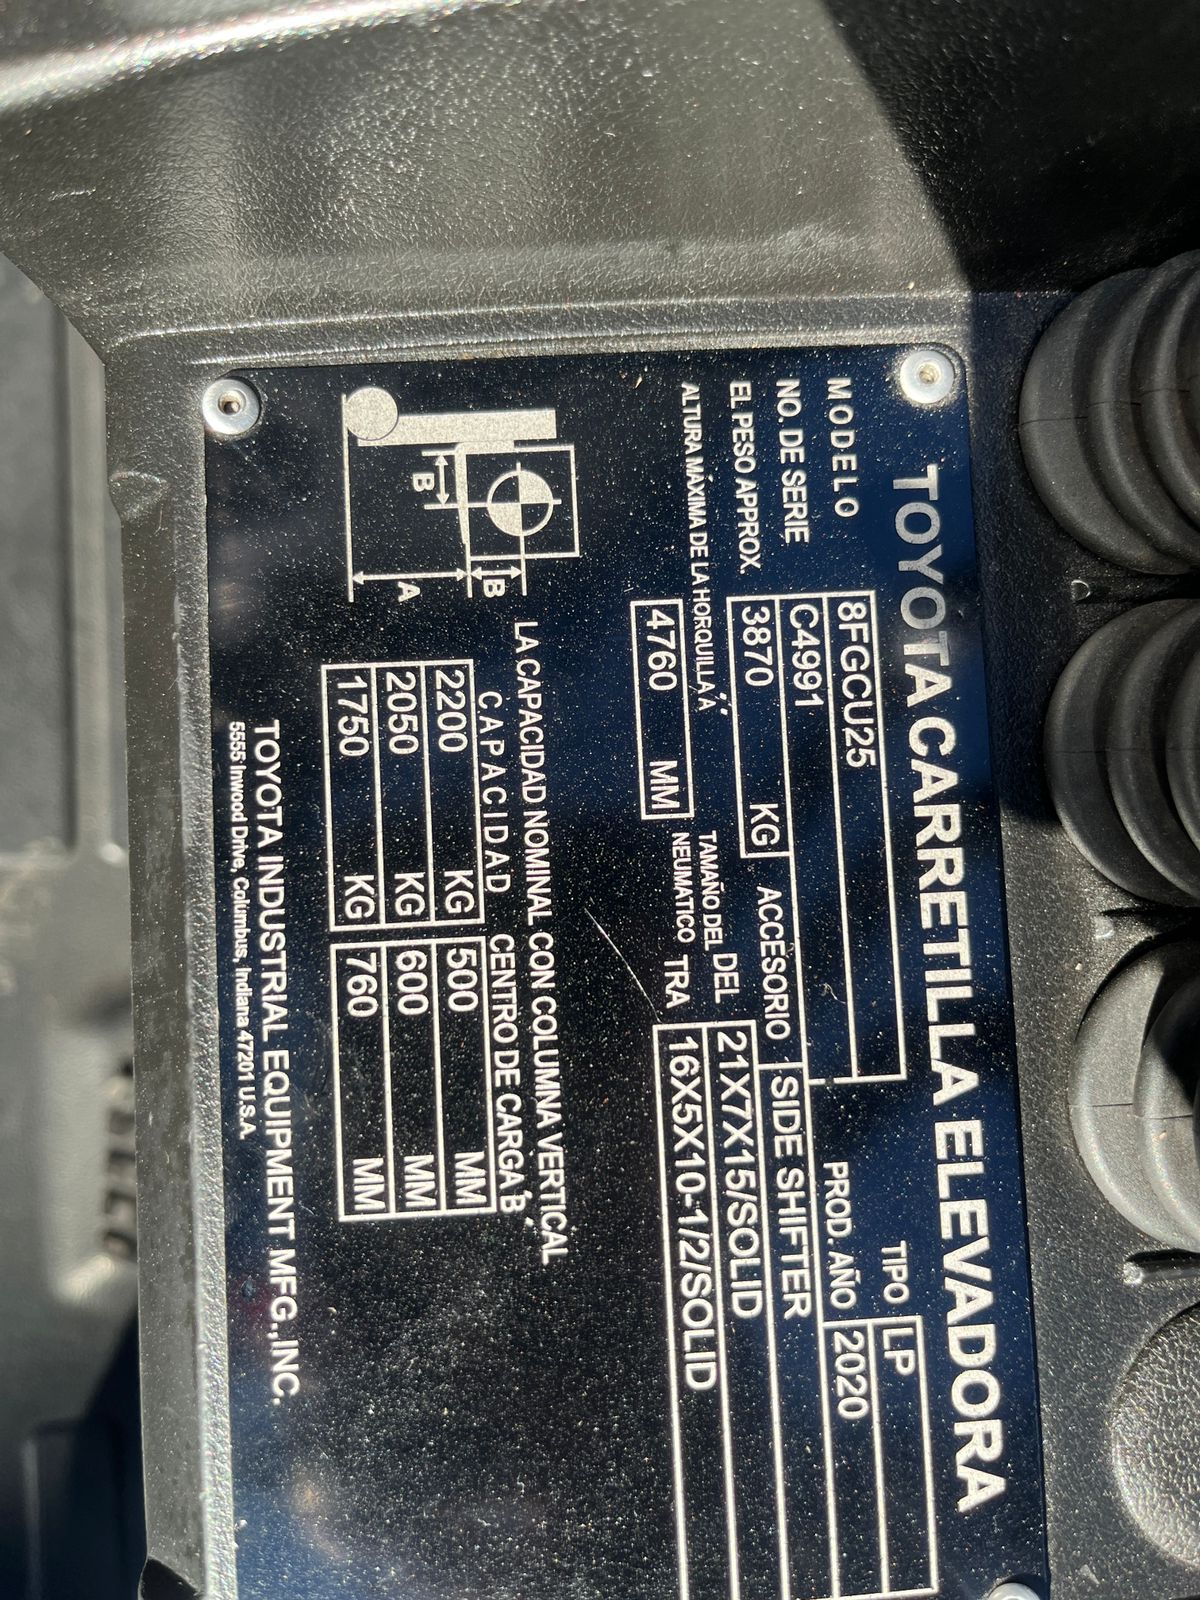 TOYOTA CARRETILLA ELEVADORA
MODELO 8FGCU25 TIPO LP
NO. DE SERIE C4991 PROD. AÑO 2020
EL PESO APPROX. 3870 KG ACCESORIO SIDE SHIFTER
ALTURA MÁXIMA DE LA HORQUILLA "A"
4760 MM
TAMAÑO DEL NEUMATICO
DEL 21X7X15/SOLID
TRA 16X5X10-1/2/SOLID
LA CAPACIDAD NOMINAL CON COLUMNA VERTICAL
CAPACIDAD CENTRO DE CARGA B
2200 KG 500 MM
2050 KG 600 MM
1750 KG 760 MM
B
B
A
TOYOTA INDUSTRIAL EQUIPMENT MFG.,INC.
5555 Inwood Drive, Columbus, Indiana 47201 U.S.A.